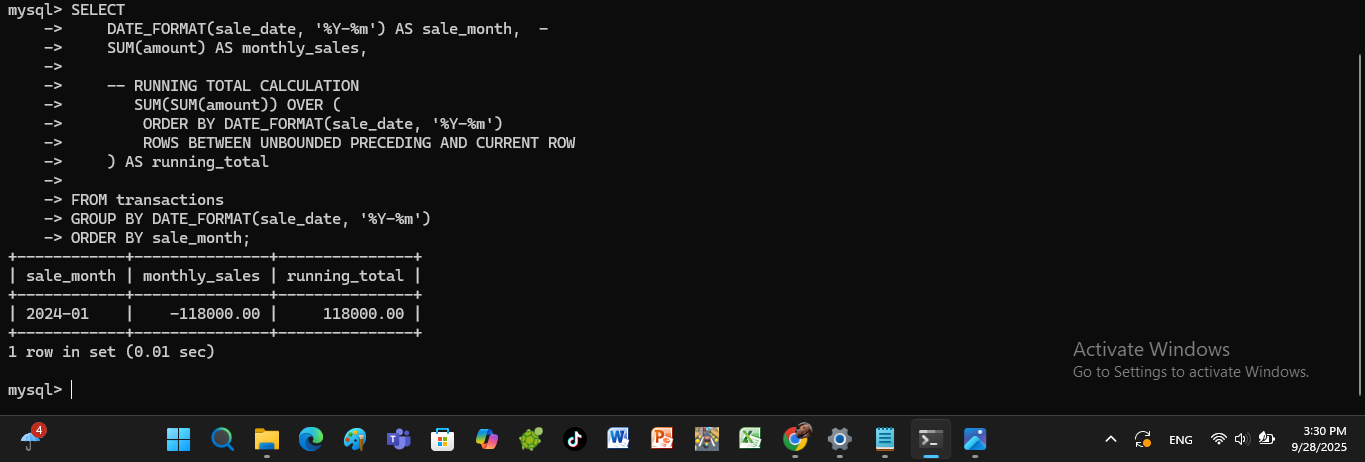 mysql> SELECT
    ->     DATE_FORMAT(sale_date, '%Y-%m') AS sale_month,  -
    ->     SUM(amount) AS monthly_sales,
    ->
    ->     -- RUNNING TOTAL CALCULATION
    ->        SUM(SUM(amount)) OVER (
    ->         ORDER BY DATE_FORMAT(sale_date, '%Y-%m')
    ->         ROWS BETWEEN UNBOUNDED PRECEDING AND CURRENT ROW
    ->     ) AS running_total
    ->
    -> FROM transactions
    -> GROUP BY DATE_FORMAT(sale_date, '%Y-%m')
    -> ORDER BY sale_month;
+------------+---------------+---------------+
| sale_month | monthly_sales | running_total |
+------------+---------------+---------------+
| 2024-01    |    -118000.00 |     118000.00 |
+------------+---------------+---------------+
1 row in set (0.01 sec)
mysql>
Activate Windows
Go to Settings to activate Windows.
4
ENG
3:30 PM
9/28/2025